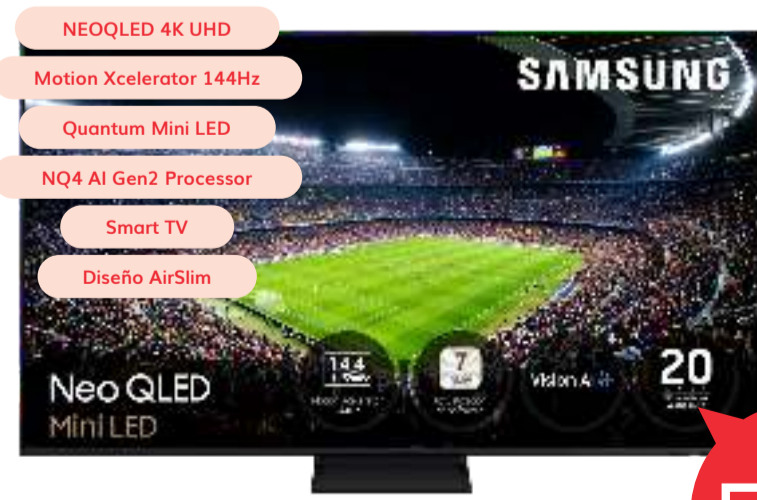 NEOQLED 4K UHD
SAMSUNG
Motion Xcelerator 144Hz
Quantum Mini LED
NQ4 AI Gen2 Processor
Smart TV
Diseño AirSlim
144
7
Vision AI
20
Neo QLED
Mini LED